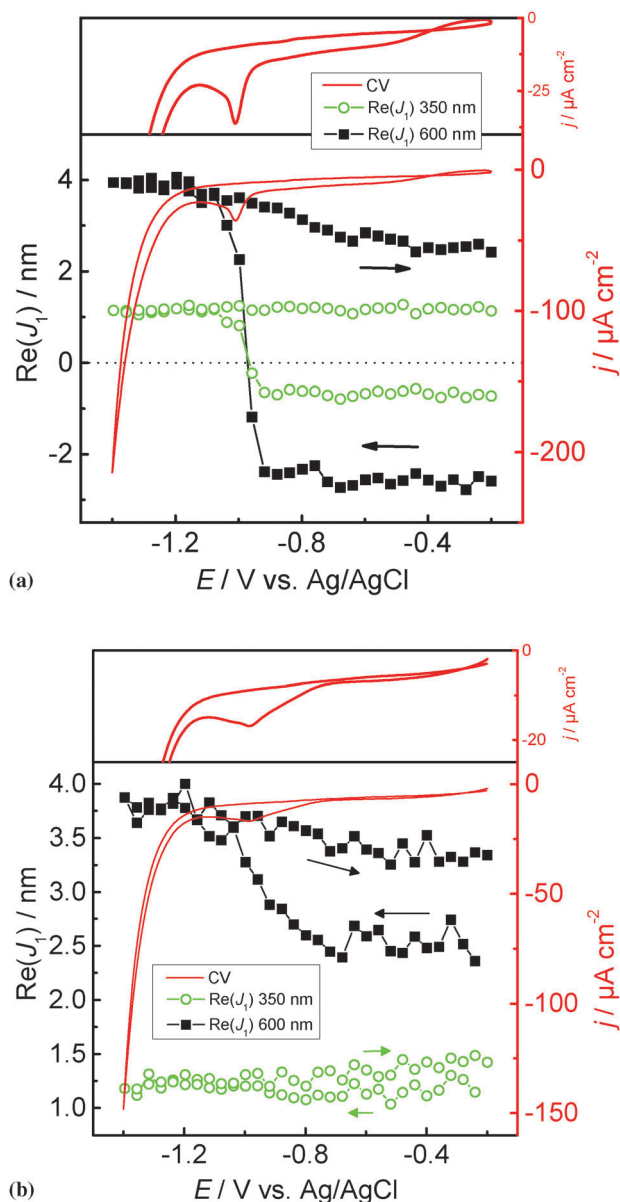 0
-25
j / µA cm-2
CV
Re(J1) 350 nm
Re(J1) 600 nm
4
2
0
-2
Re(J1) / nm
0
-100
-200
j / µA cm-2
-1.2 -0.8 -0.4
E / V vs. Ag/AgCl
(a)
0
-20
j / µA cm-2
4.0
3.5
3.0
2.5
2.0
1.5
1.0
Re(J1) / nm
0
-50
-100
-150
j / µA cm-2
CV
Re(J1) 350 nm
Re(J1) 600 nm
-1.2 -0.8 -0.4
E / V vs. Ag/AgCl
(b)